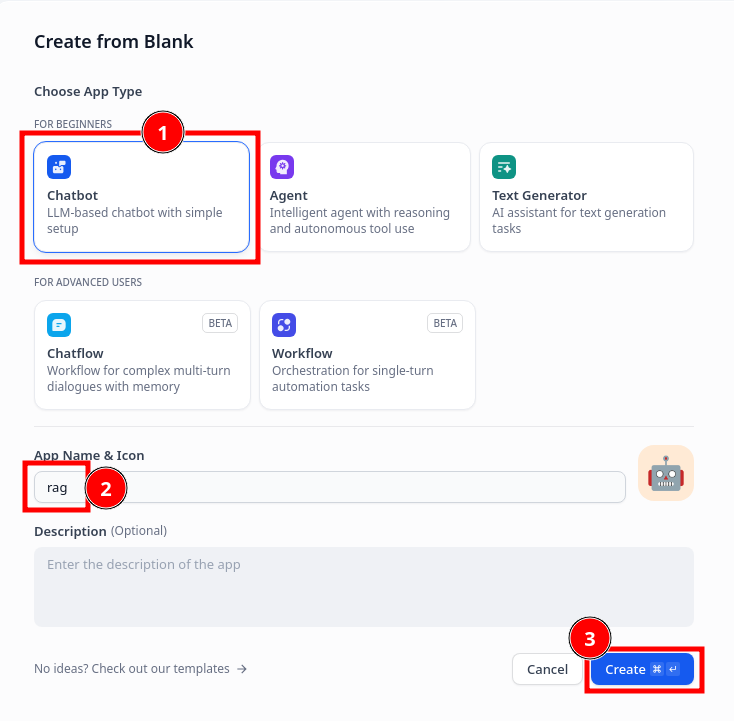 Create from Blank
Choose App Type
FOR BEGINNERS
1
Chatbot
LLM-based chatbot with simple
setup
Agent
Intelligent agent with reasoning
and autonomous tool use
Text Generator
AI assistant for text generation
tasks
FOR ADVANCED USERS
BETA
Chatflow
Workflow for complex multi-turn
dialogues with memory
BETA
Workflow
Orchestration for single-turn
automation tasks
App Name & Icon
rag
2
Description (Optional)
Enter the description of the app
3
No ideas? Check out our templates →
Cancel
Create ⌘ ↵